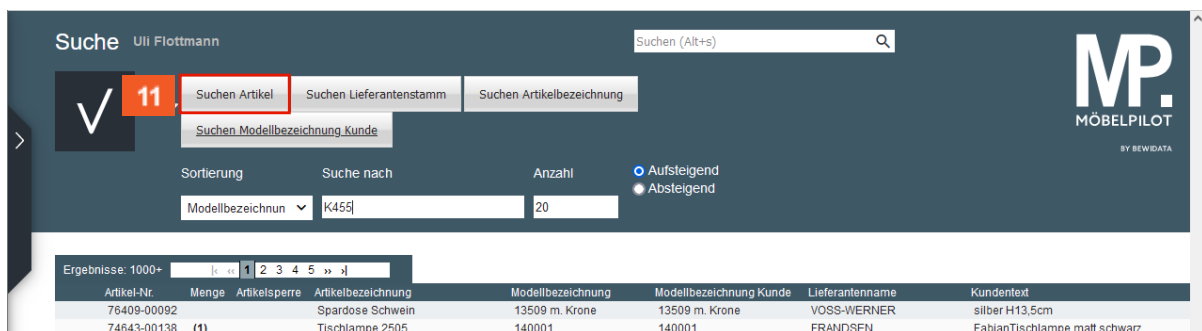 Suche Uli Flottmann Suchen (Alt+s)
MP.
MÖBELPILOT
BY BEWIDATA
11 Suchen Artikel Suchen Lieferantenstamm Suchen Artikelbezeichnung
Suchen Modellbezeichnung Kunde
Sortierung Suche nach Anzahl Aufsteigend
Absteigend
Modellbezeichnun K455 20
Ergebnisse: 1000+ |‹ ‹‹ 1 2 3 4 5 ›› ›|
Artikel-Nr. Menge Artikelsperre Artikelbezeichnung Modellbezeichnung Modellbezeichnung Kunde Lieferantenname Kundentext
76409-00092 Spardose Schwein 13509 m. Krone 13509 m. Krone VOSS-WERNER silber H13,5cm
74643-00138 (1) Tischlampe 2505 140001 140001 FRANDSEN FabianTischlampe matt schwarz